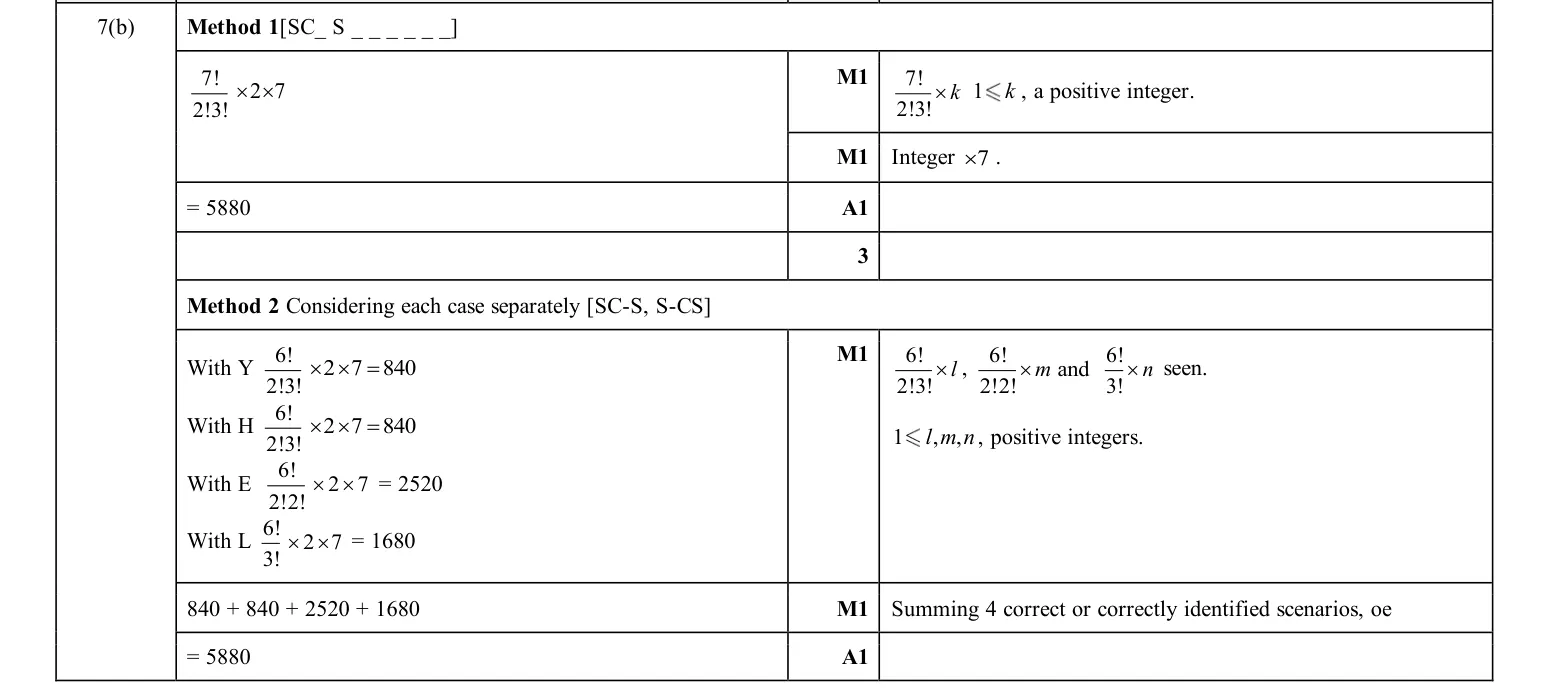 7(b) Method 1[SC_ S _ _ _ _ _ _]
7!/2!3! ×2×7 M1 7!/2!3! ×k 1⩽k , a positive integer.
M1 Integer ×7 .
= 5880 A1
3
Method 2 Considering each case separately [SC-S, S-CS]
With Y 6!/2!3! ×2×7=840 M1 6!/2!3! ×l , 6!/2!2! ×m and 6!/3! ×n seen.
With H 6!/2!3! ×2×7=840
1⩽l,m,n, positive integers.
With E 6!/2!2! ×2×7 = 2520
With L 6!/3! ×2×7 = 1680
840 + 840 + 2520 + 1680 M1 Summing 4 correct or correctly identified scenarios, oe
= 5880 A1